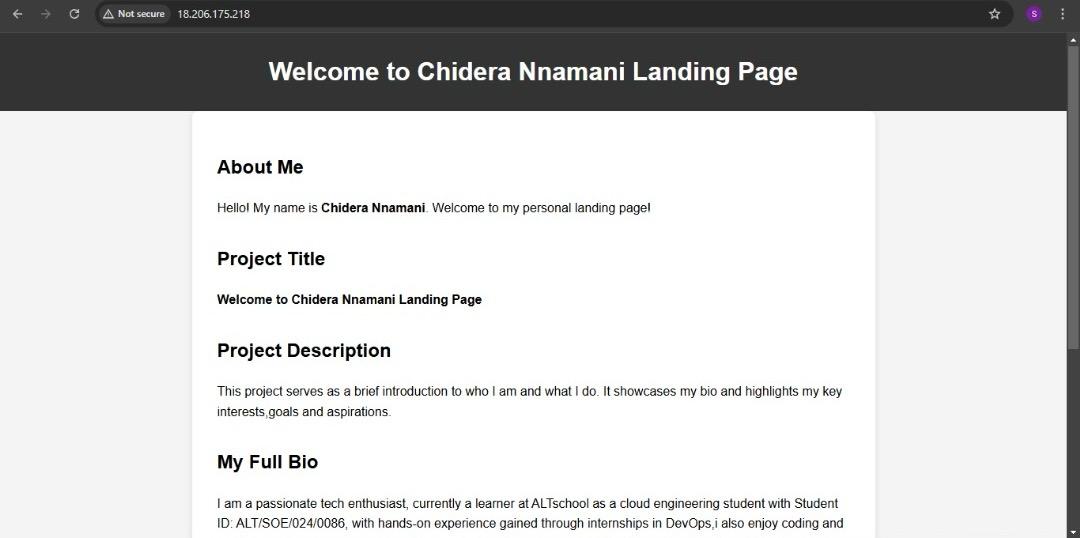 Not secure 18.206.175.218
S
Welcome to Chidera Nnamani Landing Page
About Me
Hello! My name is Chidera Nnamani. Welcome to my personal landing page!
Project Title
Welcome to Chidera Nnamani Landing Page
Project Description
This project serves as a brief introduction to who I am and what I do. It showcases my bio and highlights my key
interests,goals and aspirations.
My Full Bio
I am a passionate tech enthusiast, currently a learner at ALTschool as a cloud engineering student with Student
ID: ALT/SOE/024/0086, with hands-on experience gained through internships in DevOps,i also enjoy coding and